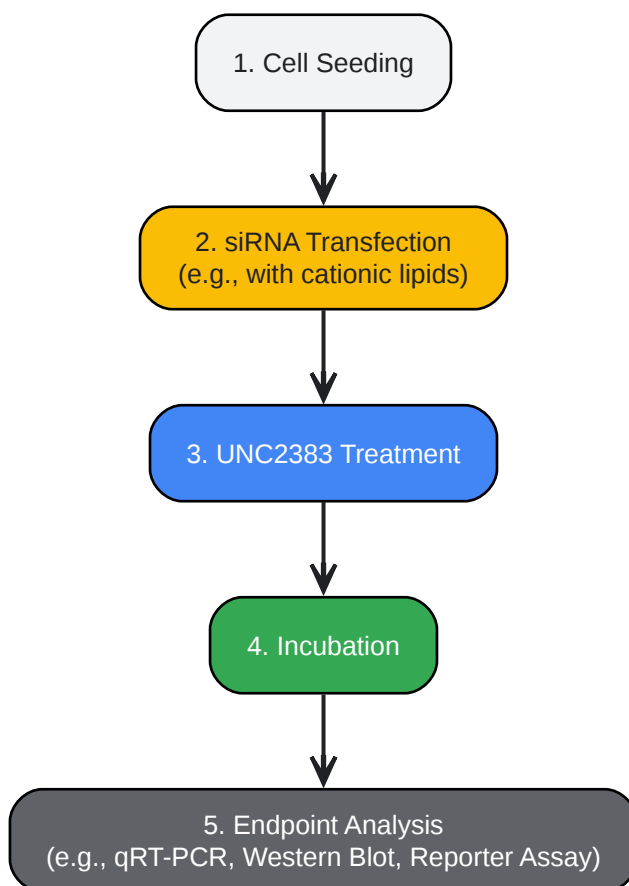 1. Cell Seeding
2. siRNA Transfection
(e.g., with cationic lipids)
3. UNC2383 Treatment
4. Incubation
5. Endpoint Analysis
(e.g., qRT-PCR, Western Blot, Reporter Assay)